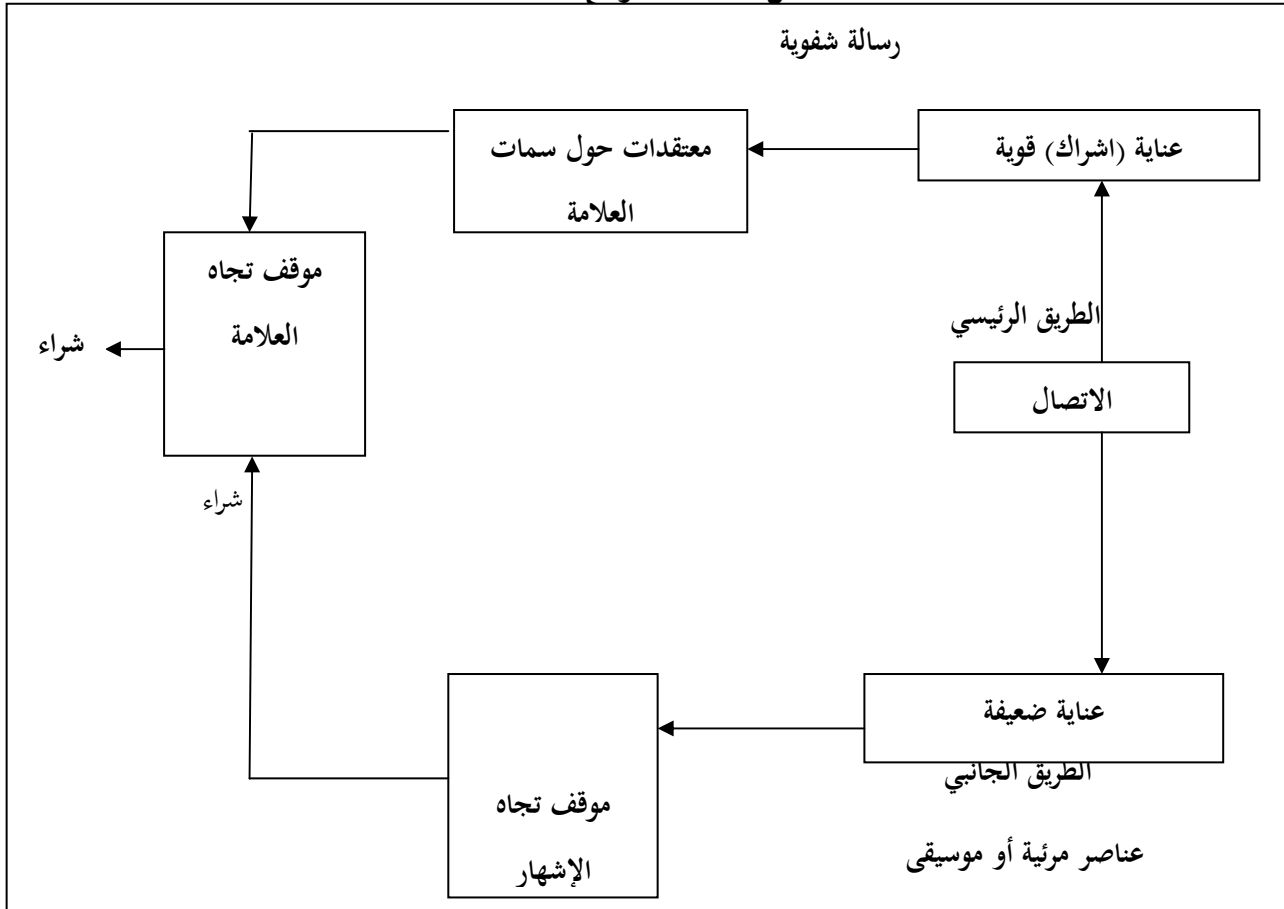 رسالة شفوية
عناية (اشراك) قوية
معتقدات حول سمات
العلامة
موقف تجاه
العلامة
شراء
الطريق الرئيسي
الاتصال
شراء
عناية ضعيفة
الطريق الجانبي
موقف تجاه
الإشهار
عناصر مرئية أو موسيقى